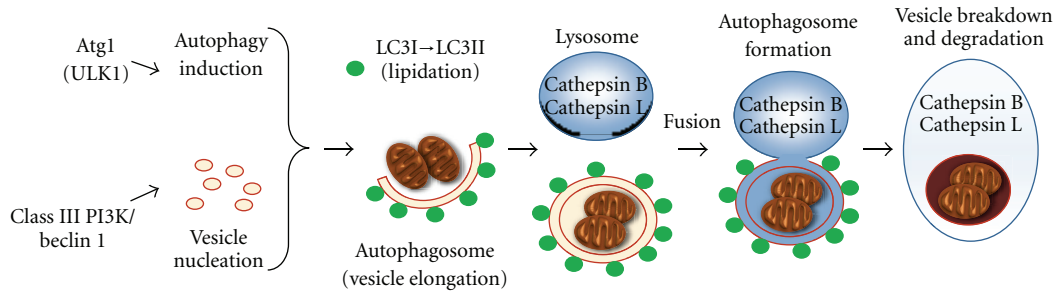 Atg1
(ULK1)
Autophagy
induction
Class III PI3K/
beclin 1
Vesicle
nucleation
LC3I→LC3II
(lipidation)
Autophagosome
(vesicle elongation)
Lysosome
Cathepsin B
Cathepsin L
Fusion
Autophagosome
formation
Cathepsin B
Cathepsin L
Vesicle breakdown
and degradation
Cathepsin B
Cathepsin L